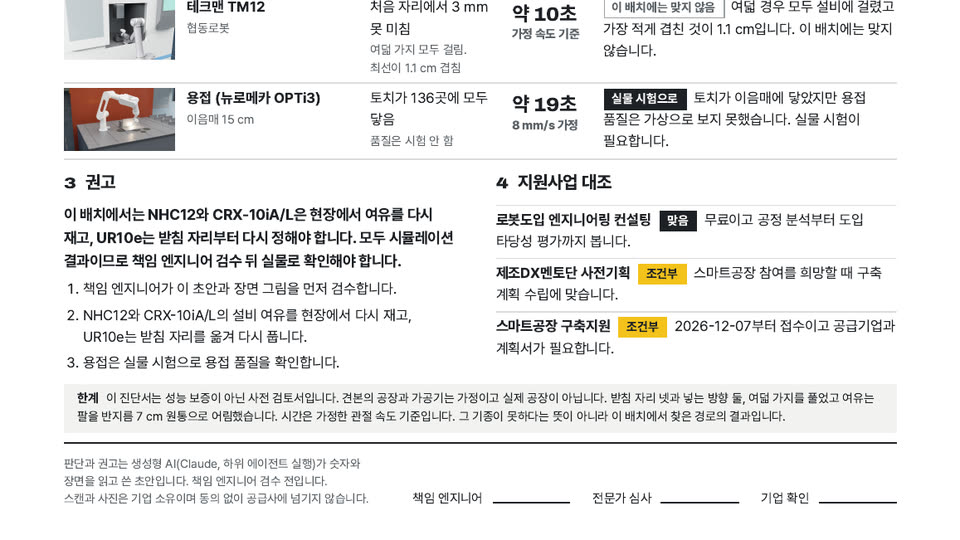 테크맨 TM12
협동로봇
처음 자리에서 3 mm
못 미침
여덟 가지 모두 걸림.
최선이 1.1 cm 겹침
약 10초
가정 속도 기준
이 배치에는 맞지 않음 여덟 경우 모두 설비에 걸렸고
가장 적게 겹친 것이 1.1 cm입니다. 이 배치에는 맞지
않습니다.
용접 (뉴로메카 OPTi3)
이음매 15 cm
토치가 136곳에 모두
닿음
품질은 시험 안 함
약 19초
8 mm/s 가정
실물 시험으로 토치가 이음매에 닿았지만 용접
품질은 가상으로 보지 못했습니다. 실물 시험이
필요합니다.
3 권고
이 배치에서는 NHC12와 CRX-10iA/L은 현장에서 여유를 다시
재고, UR10e는 받침 자리부터 다시 정해야 합니다. 모두 시뮬레이션
결과이므로 책임 엔지니어 검수 뒤 실물로 확인해야 합니다.
1. 책임 엔지니어가 이 초안과 장면 그림을 먼저 검수합니다.
2. NHC12와 CRX-10iA/L의 설비 여유를 현장에서 다시 재고,
UR10e는 받침 자리를 옮겨 다시 풉니다.
3. 용접은 실물 시험으로 용접 품질을 확인합니다.
4 지원사업 대조
로봇도입 엔지니어링 컨설팅 맞음 무료이고 공정 분석부터 도입
타당성 평가까지 봅니다.
제조DX멘토단 사전기획 조건부 스마트공장 참여를 희망할 때 구축
계획 수립에 맞습니다.
스마트공장 구축지원 조건부 2026-12-07부터 접수이고 공급기업과
계획서가 필요합니다.
한계 이 진단서는 성능 보증이 아닌 사전 검토서입니다. 견본의 공장과 가공기는 가정이고 실제 공장이 아닙니다. 받침 자리 넷과 넣는 방향 둘, 여덟 가지를 풀었고 여유는
팔을 반지름 7 cm 원통으로 어림했습니다. 시간은 가정한 관절 속도 기준입니다. 그 기종이 못하다는 뜻이 아니라 이 배치에서 찾은 경로의 결과입니다.
판단과 권고는 생성형 AI(Claude, 하위 에이전트 실행)가 숫자와
장면을 읽고 쓴 초안입니다. 책임 엔지니어 검수 전입니다.
스캔과 사진은 기업 소유이며 동의 없이 공급사에 넘기지 않습니다.
책임 엔지니어
전문가 심사
기업 확인